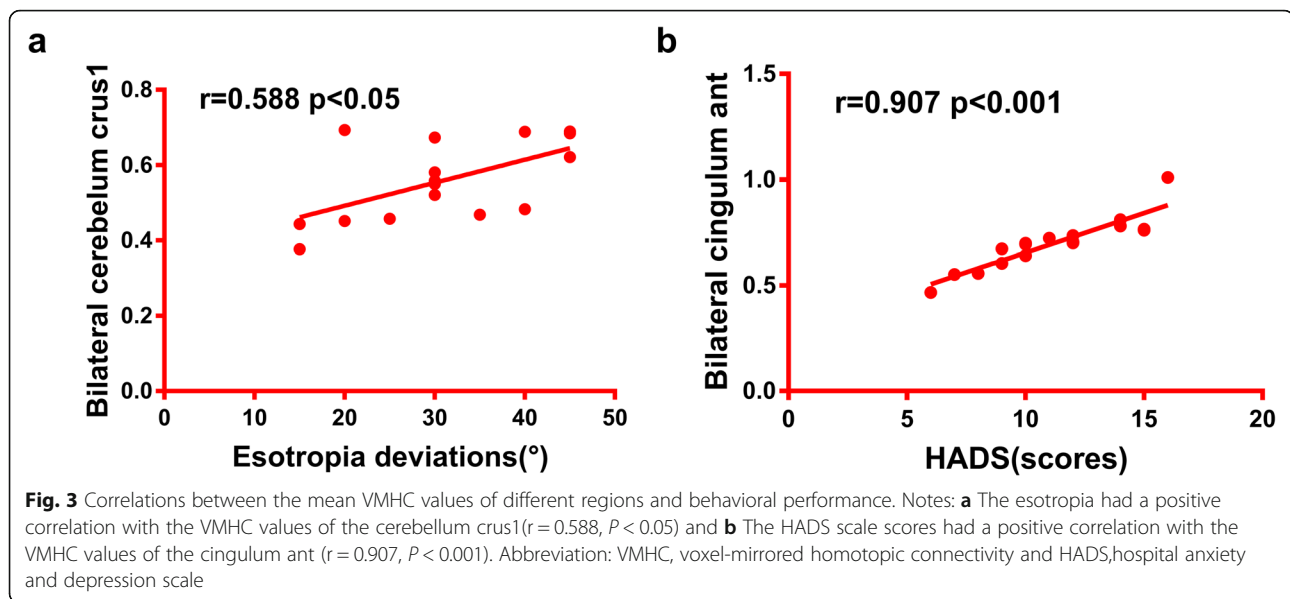 a
Bilateral cerebelum crus1
0.8
0.6
0.4
0.2
0.0
r=0.588 p<0.05
0 10 20 30 40 50
Esotropia deviations(°)
b
Bilateral cingulum ant
1.5
1.0
0.5
0.0
r=0.907 p<0.001
0 5 10 15 20
HADS(scores)
Fig. 3 Correlations between the mean VMHC values of different regions and behavioral performance. Notes: a The esotropia had a positive
correlation with the VMHC values of the cerebellum crus1(r = 0.588, P < 0.05) and b The HADS scale scores had a positive correlation with the
VMHC values of the cingulum ant (r = 0.907, P < 0.001). Abbreviation: VMHC, voxel-mirrored homotopic connectivity and HADS,hospital anxiety
and depression scale